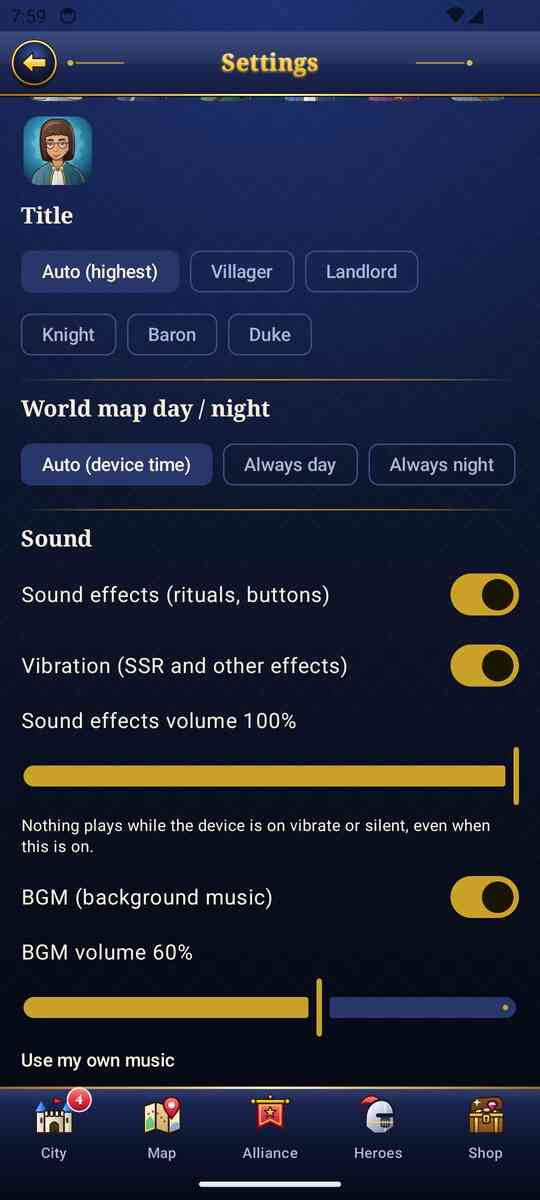 7:59
Settings
Title
Auto (highest)
Villager
Landlord
Knight
Baron
Duke
World map day / night
Auto (device time)
Always day
Always night
Sound
Sound effects (rituals, buttons)
Vibration (SSR and other effects)
Sound effects volume 100%
Nothing plays while the device is on vibrate or silent, even when
this is on.
BGM (background music)
BGM volume 60%
Use my own music
4
City
Map
Alliance
Heroes
Shop